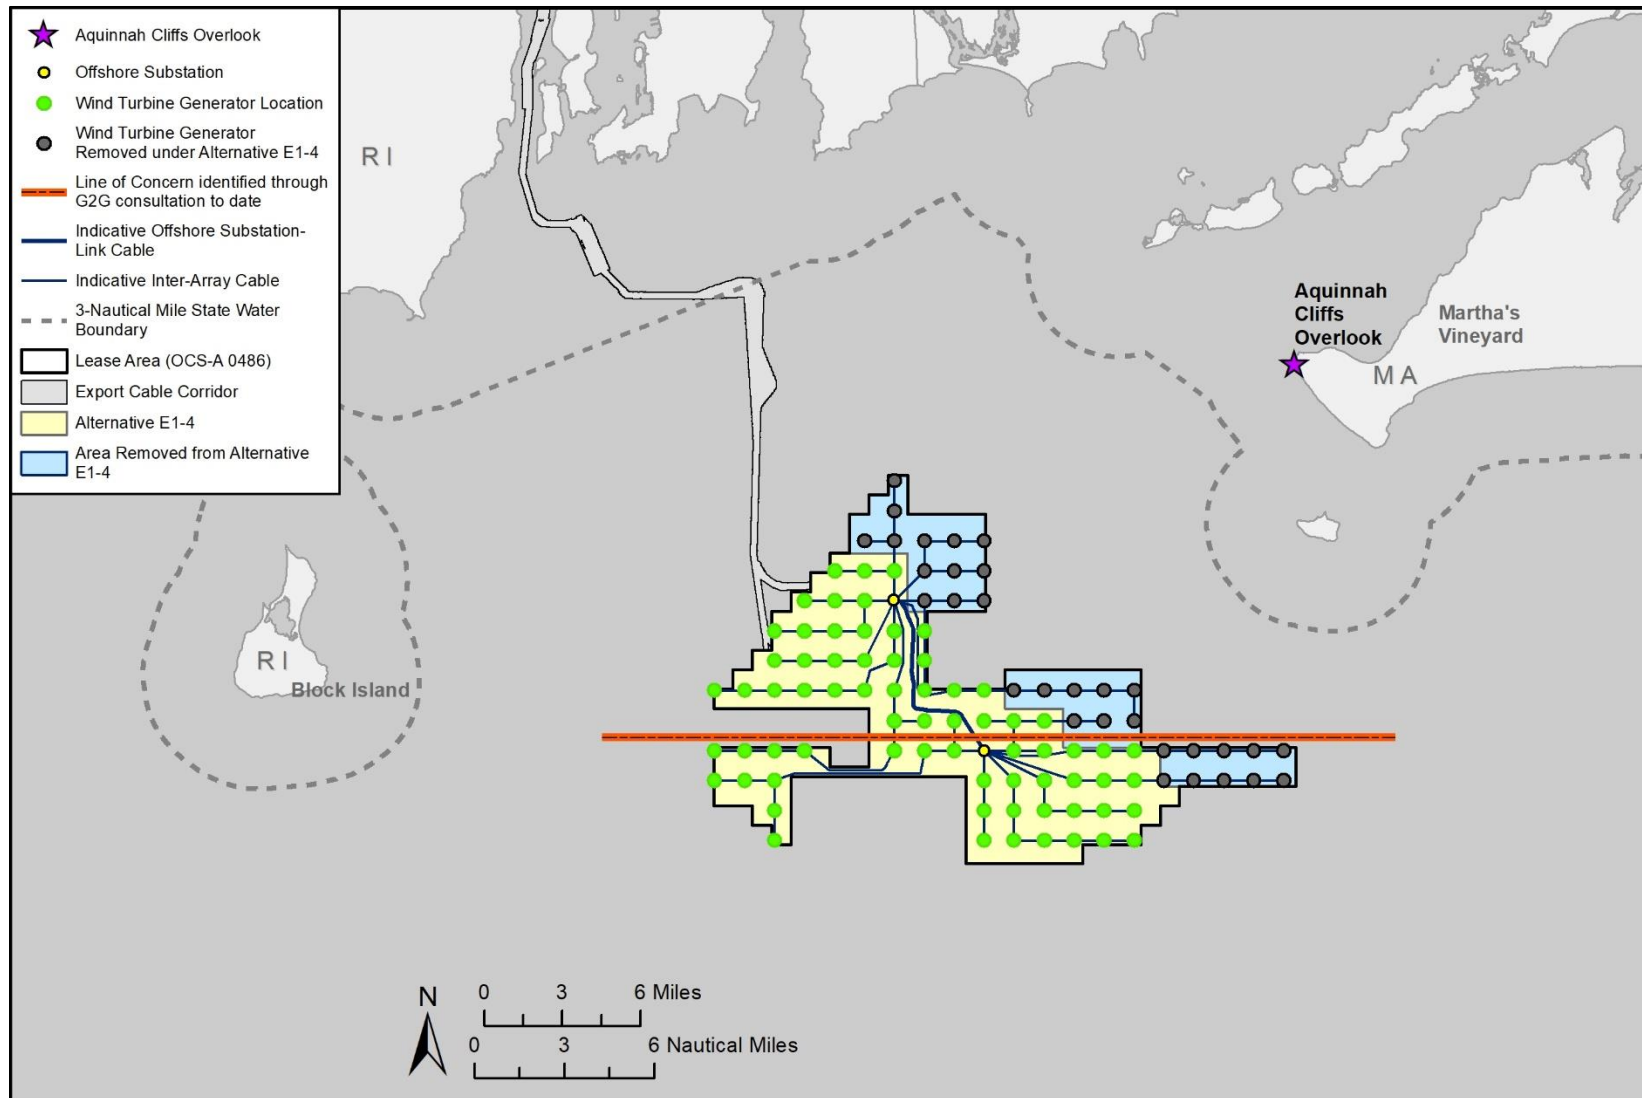 Aquinnah Cliffs Overlook
Offshore Substation
Wind Turbine Generator Location
Wind Turbine Generator
Removed under Alternative E1-4
Line of Concern identified through
G2G consultation to date
Indicative Offshore Substation-
Link Cable
Indicative Inter-Array Cable
3-Nautical Mile State Water
Boundary
Lease Area (OCS-A 0486)
Export Cable Corridor
Alternative E1-4
Area Removed from Alternative
E1-4
RI
Aquinnah
Cliffs
Overlook
Martha's
Vineyard
MA
RI
Block Island
N
0 3 6 Miles
0 3 6 Nautical Miles